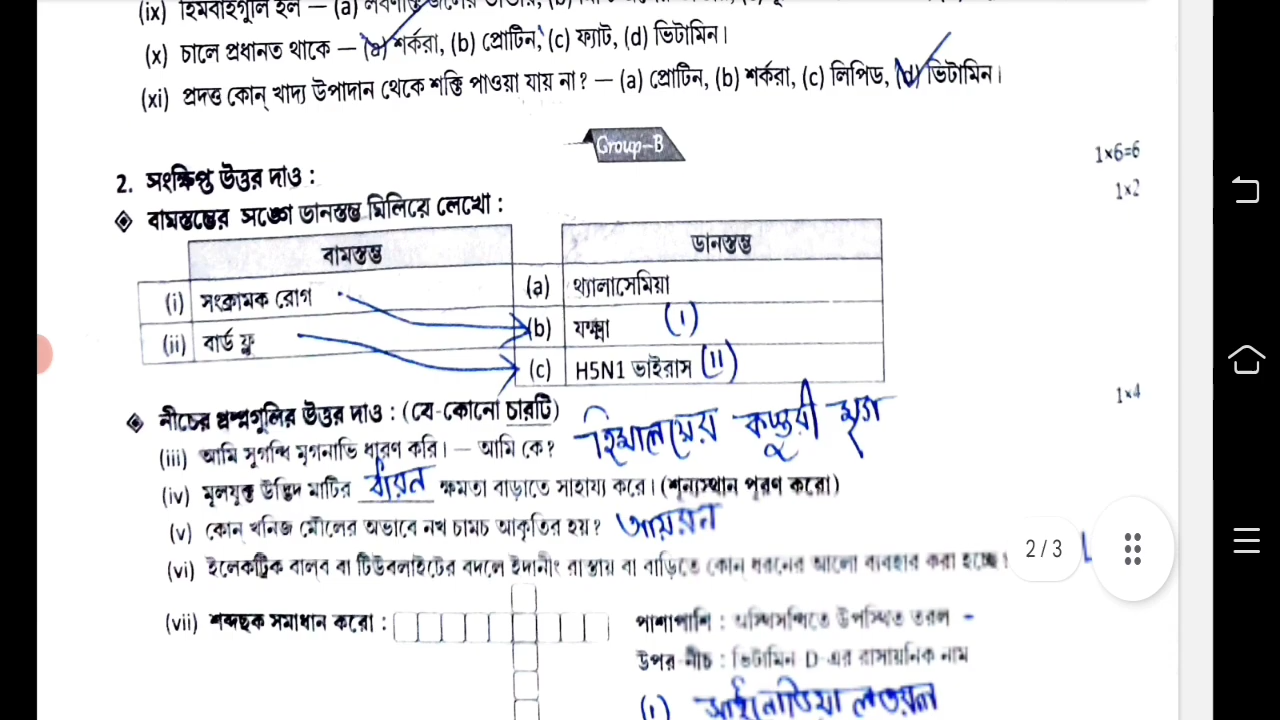 (ix) হিমবাহগুলি হল — (a)
(x) চালে প্রধানত থাকে — (a) শর্করা, (b) প্রোটিন, (c) ফ্যাট, (d) ভিটামিন।
(xi) প্রদত্ত কোন্ খাদ্য উপাদান থেকে শক্তি পাওয়া যায় না? — (a) প্রোটিন, (b) শর্করা, (c) লিপিড, (d) ভিটামিন।
Group-B
2. সংক্ষিপ্ত উত্তর দাও : 1×6=6
বামস্তম্ভের সঙ্গে ডানস্তম্ভ মিলিয়ে লেখো : 1×2
বামস্তম্ভ ডানস্তম্ভ
(i) সংক্রামক রোগ (a) থ্যালাসেমিয়া
(ii) বার্ড ফ্লু (b) যক্ষ্মা (i)
(c) H5N1 ভাইরাস (ii)
নীচের প্রশ্নগুলির উত্তর দাও : (যে-কোনো চারটি) 1×4
(iii) আমি সুগন্ধি মৃগনাভি ধারণ করি। — আমি কে? হিমালয়ের কস্তুরী মৃগ
(iv) মূলযুক্ত উদ্ভিদ মাটির ধারন ক্ষমতা বাড়াতে সাহায্য করে। (শূন্যস্থান পূরণ করো)
(v) কোন্ খনিজ মৌলের অভাবে নখ চামচ আকৃতির হয়? আয়রন
(vi) ইলেকট্রিক বালব বা টিউবলাইটের বদলে ইদানীং রাস্তায় বা বাড়িতে কোন্ ধরনের আলো ব্যবহার করা হচ্ছে।
2/3
(vii) শব্দছক সমাধান করো : পাশাপাশি : অস্থিসন্ধিতে উপস্থিত তরল -
উপর-নীচ : ভিটামিন D-এর রাসায়নিক নাম
(i)